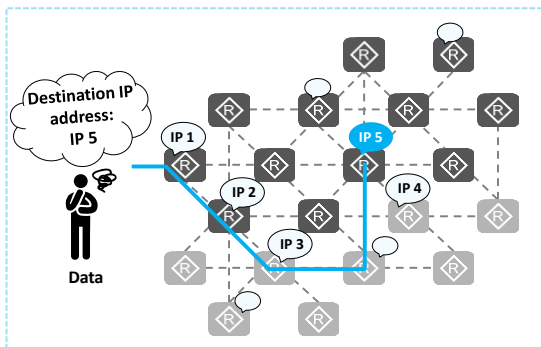 Destination IP
address:
IP 5
R R
R R R R
IP 1
IP 5
R R R R
IP 2
IP 4
R R R R
IP 3
R R R R
Data
R R